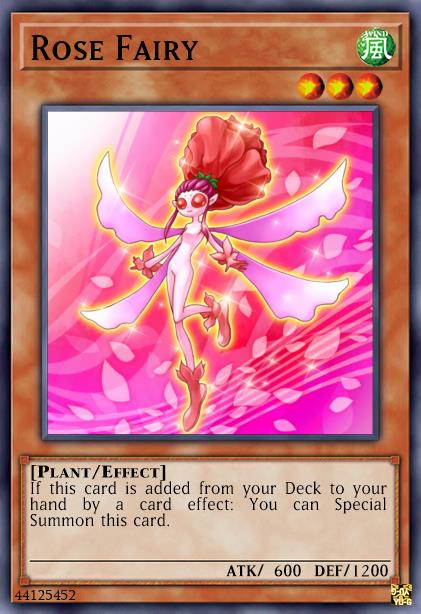 Rose Fairy
WIND
風
[Plant/Effect]
If this card is added from your Deck to your
hand by a card effect: You can Special
Summon this card.
ATK/ 600 DEF/1200
44125452